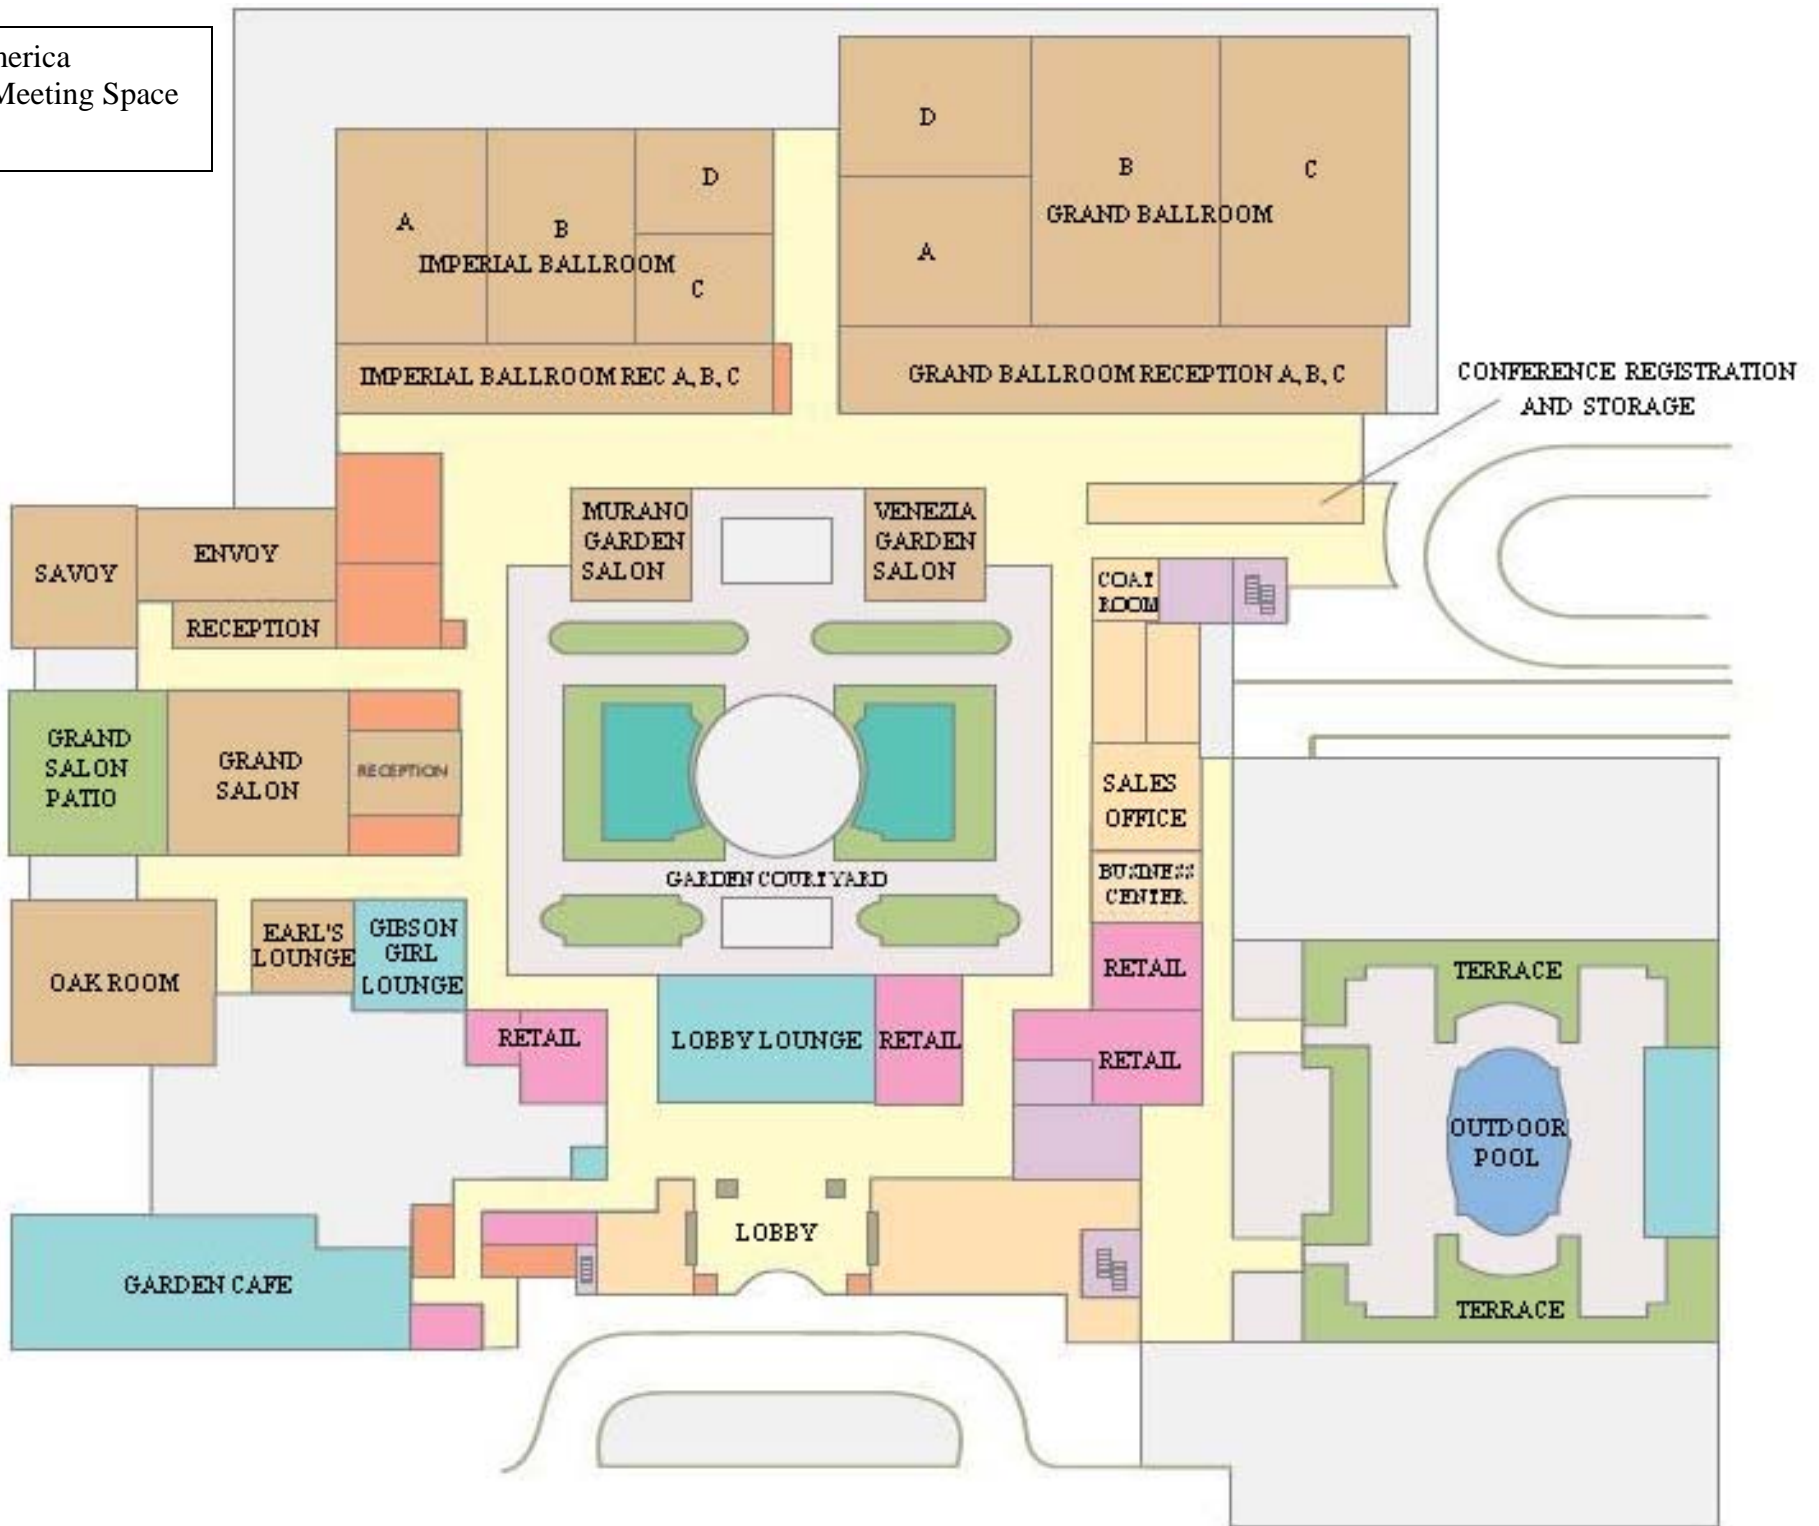 Meeting Space
D
B
C
GRAND BALLROOM
A
D
A
B
IMPERIAL BALLROOM
C
IMPERIAL BALLROOM REC A, B, C
GRAND BALLROOM RECEPTION A, B, C
CONFERENCE REGISTRATION
AND STORAGE
MURANO
GARDEN
SALON
VENEZIA
GARDEN
SALON
SAVOY
ENVOY
RECEPTION
COAT
ROOM
GRAND
SALON
PATIO
GRAND
SALON
RECEPTION
SALES
OFFICE
GARDEN COURTYARD
BUSINESS
CENTER
OAK ROOM
EARL'S
LOUNGE
GIBSON
GIRL
LOUNGE
RETAIL
LOBBY LOUNGE
RETAIL
RETAIL
RETAIL
TERRACE
OUTDOOR
POOL
TERRACE
LOBBY
GARDEN CAFE